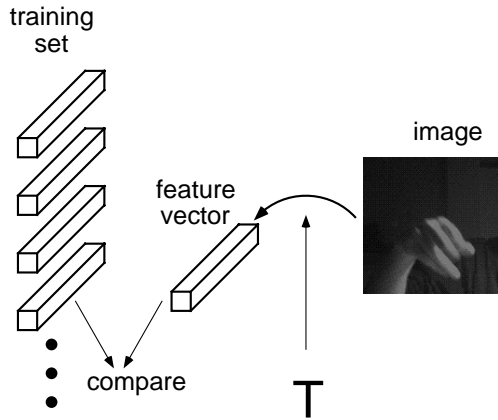 training
set
image
feature
vector
compare
T